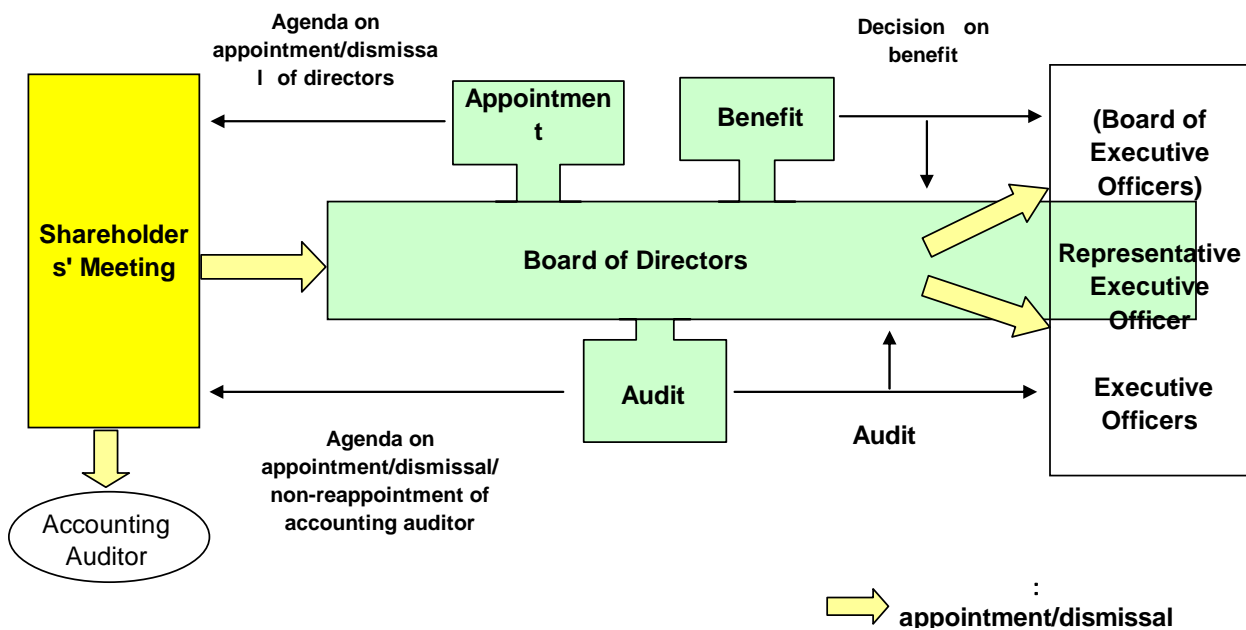 Agenda on
appointment/dismissa
l of directors
Decision on
benefit
Appointmen
t
Benefit
(Board of
Executive
Officers)
Shareholder
s' Meeting
Board of Directors
Representative
Executive
Officer
Audit
Executive
Officers
Audit
Agenda on
appointment/dismissal/
non-reappointment of
accounting auditor
Accounting
Auditor
:
appointment/dismissal